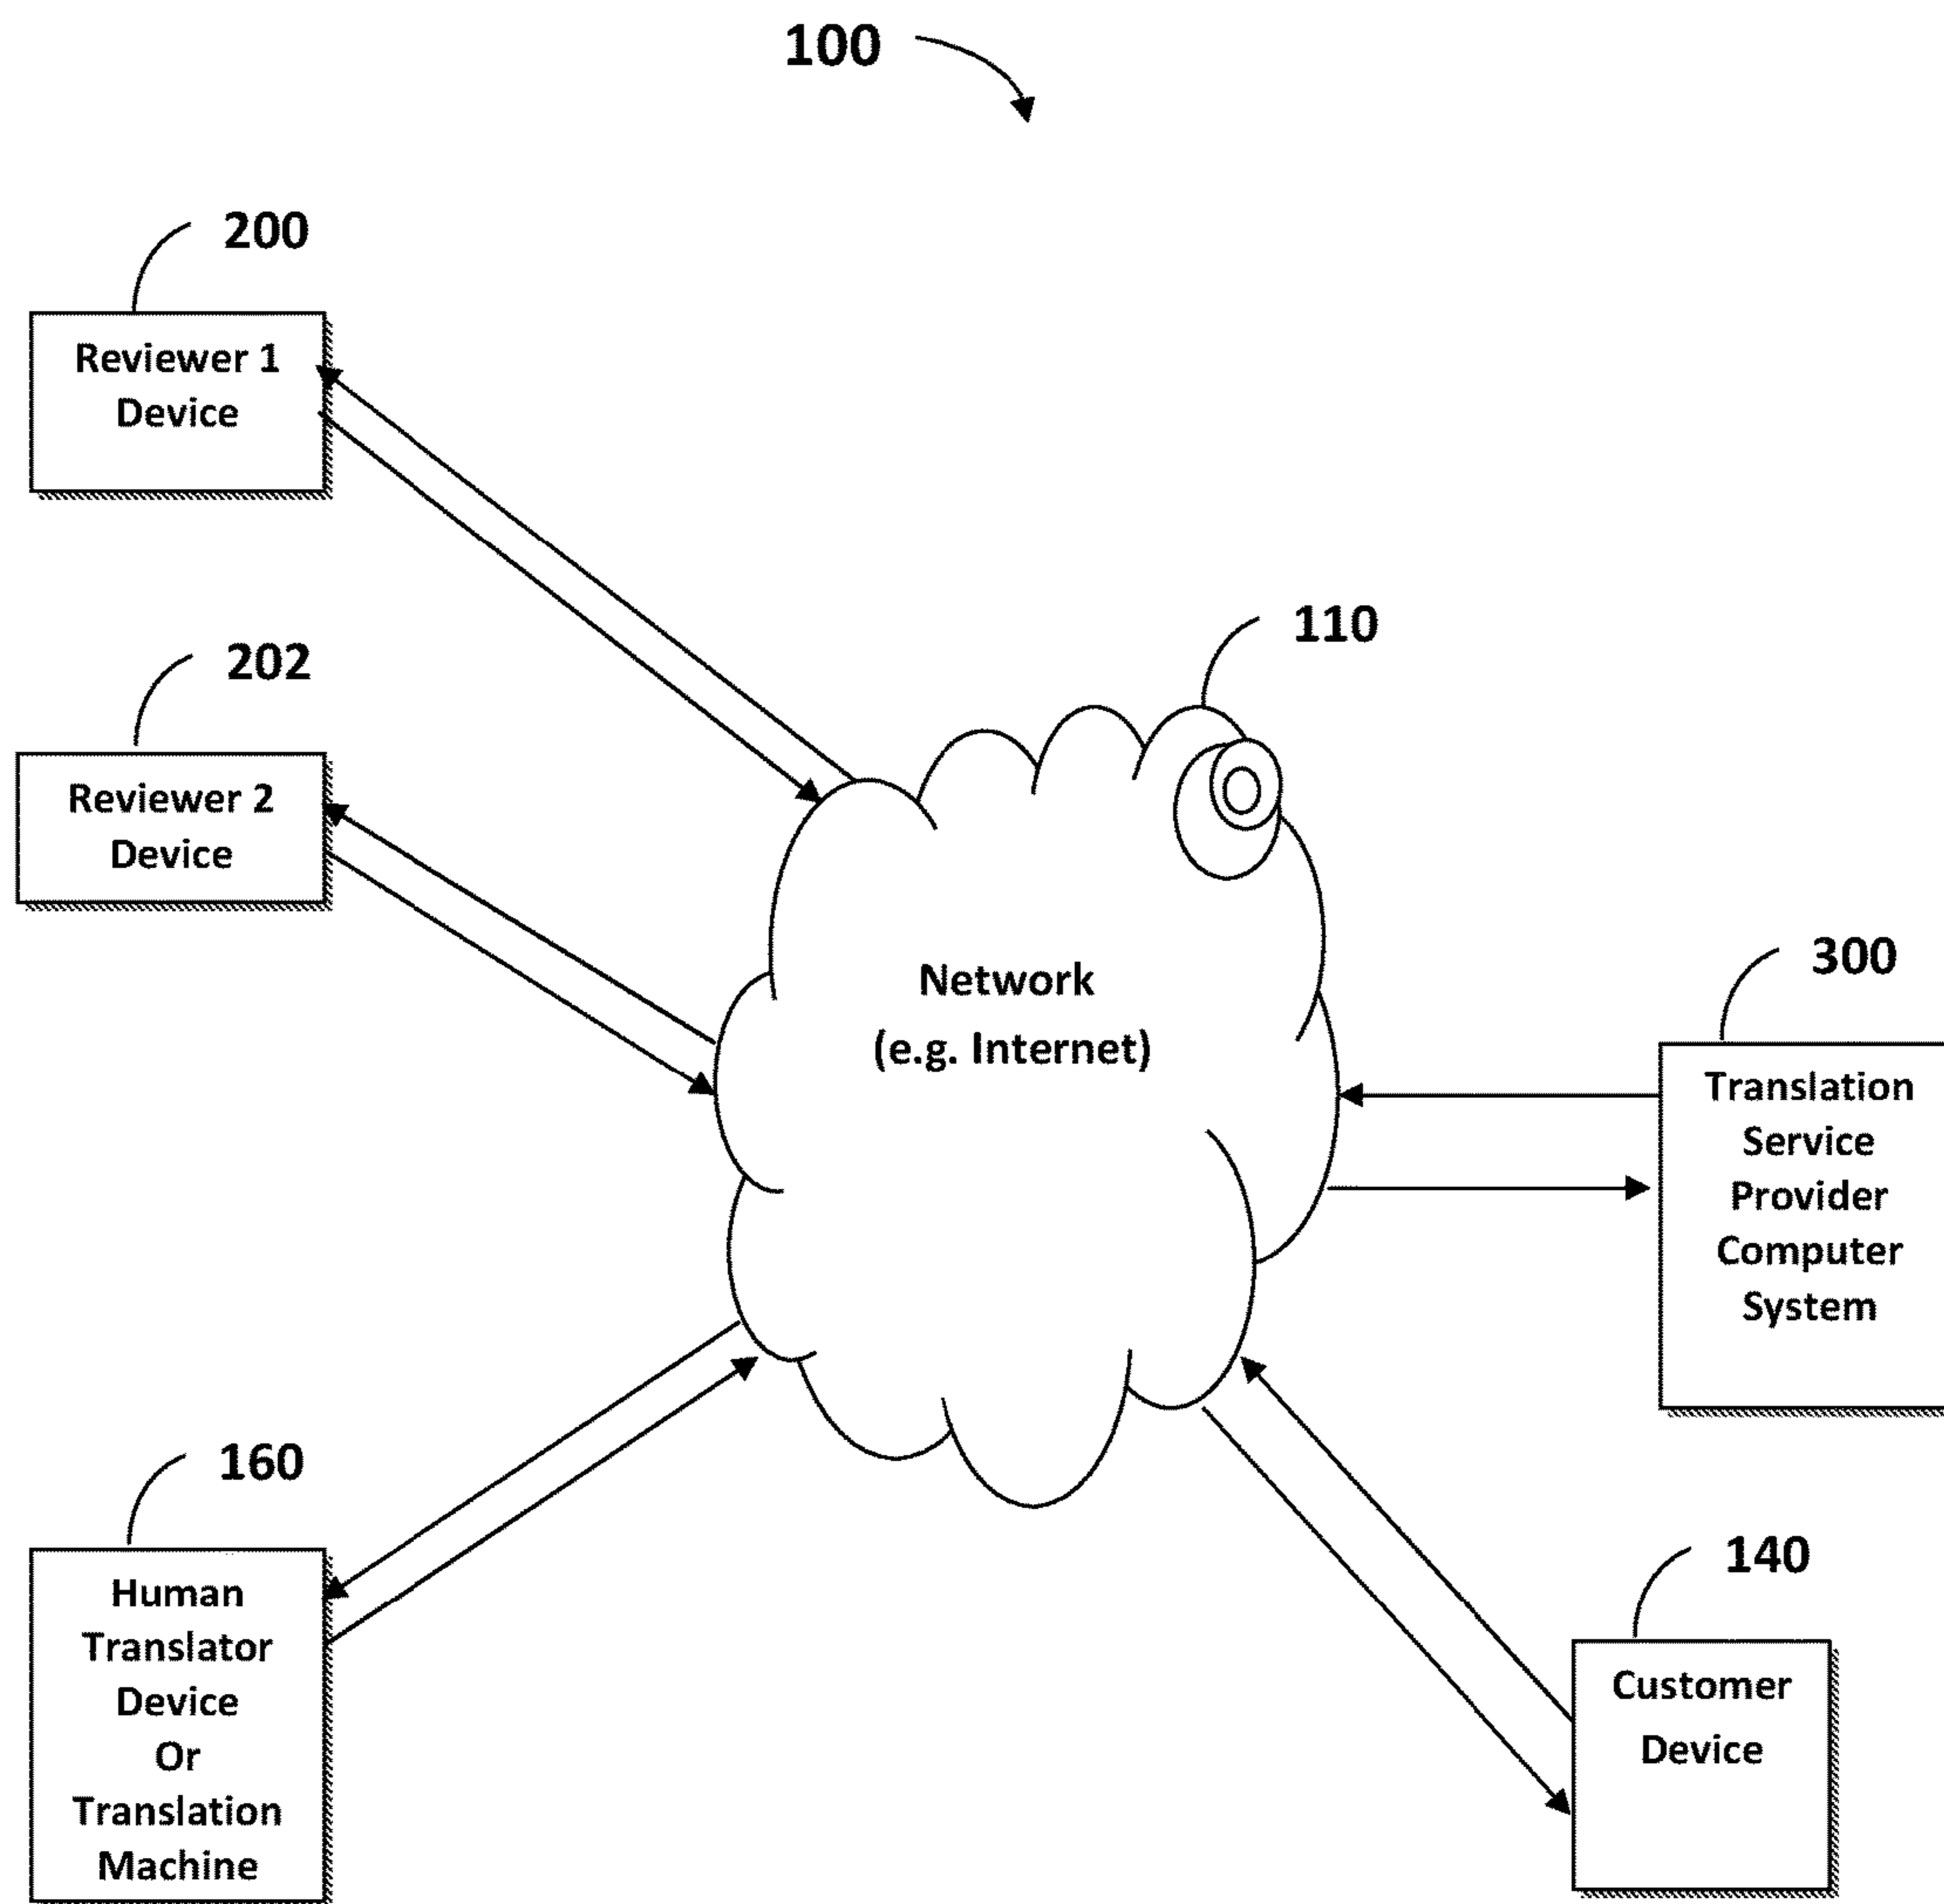 100
200
Reviewer 1
Device
110
202
Reviewer 2
Device
Network
(e.g. Internet)
300
Translation
Service
Provider
Computer
System
160
Human
Translator
Device
Or
Translation
Machine
140
Customer
Device